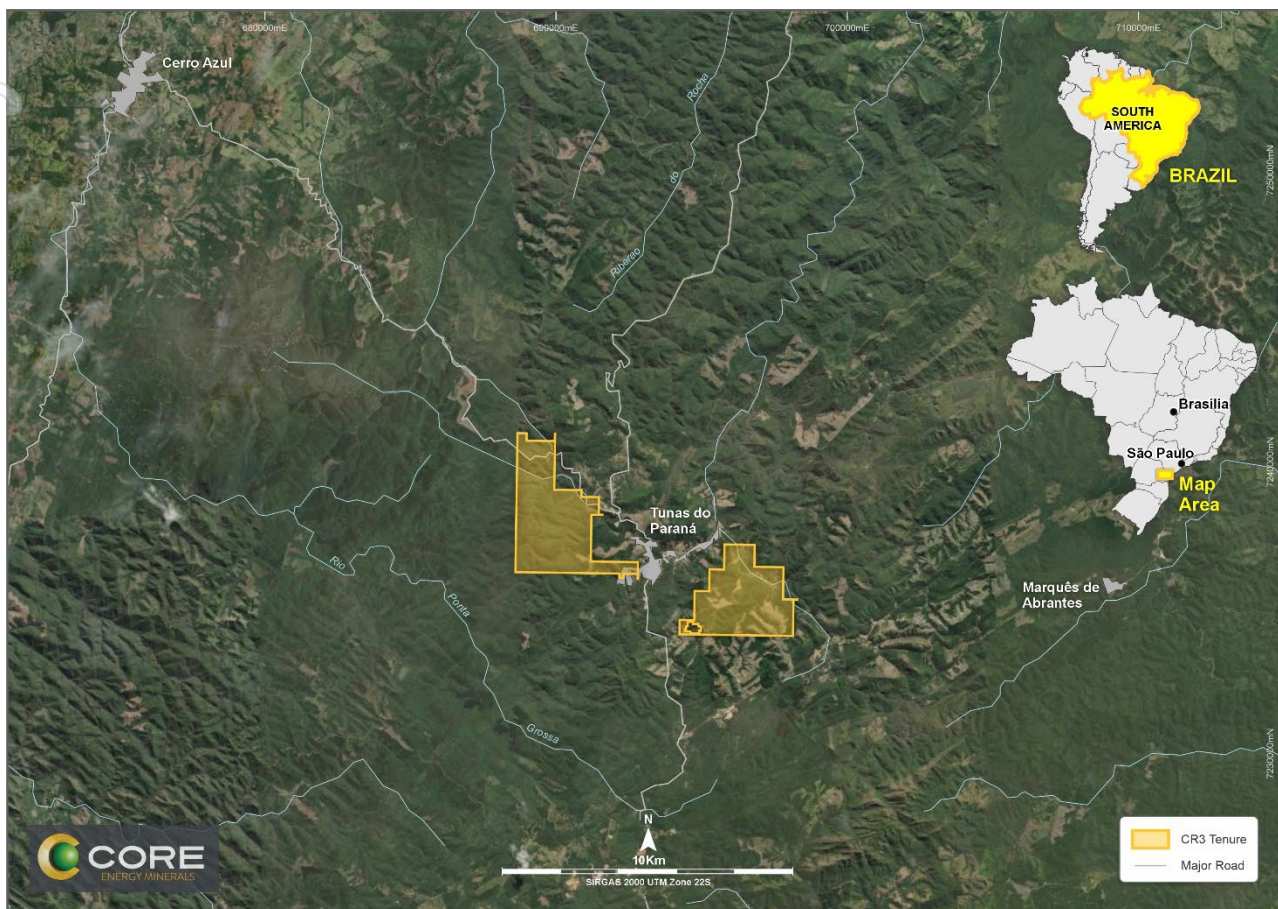 680000mE
690000mE
700000mE
710000mE
Cerro Azul
Ribereo do Rocha
SOUTH
AMERICA
BRAZIL
7250000mN
Brasilia
São Paulo
Map
Area
7240000mN
Tunas do
Paraná
Marquês de
Abrantes
Rio Ponta Grossa
7230000mN
N
10Km
SIRGAS 2000 UTM Zone 22S
CORE
ENERGY MINERALS
CR3 Tenure
Major Road